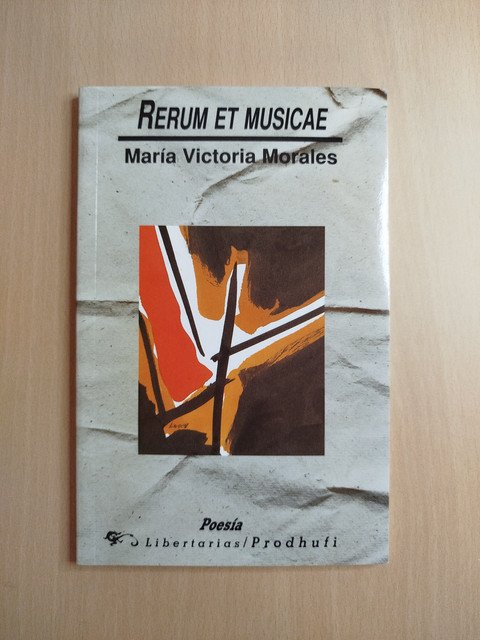 RERUM ET MUSICAE
María Victoria Morales
Poesía
Libertarias/Prodhufi